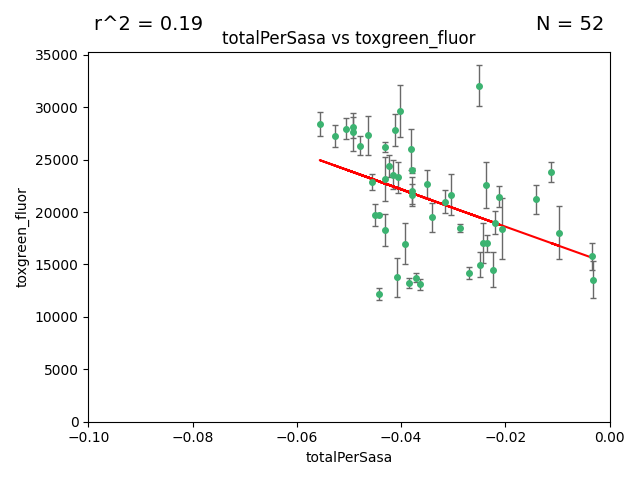 r^2 = 0.19
N = 52
totalPerSasa vs toxgreen_fluor
35000
30000
25000
20000
15000
10000
5000
0
toxgreen_fluor
−0.10
−0.08
−0.06
−0.04
−0.02
0.00
totalPerSasa